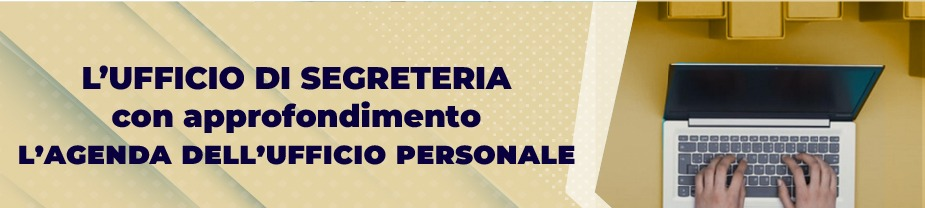 L’UFFICIO DI SEGRETERIA
con approfondimento
L’AGENDA DELL’UFFICIO PERSONALE